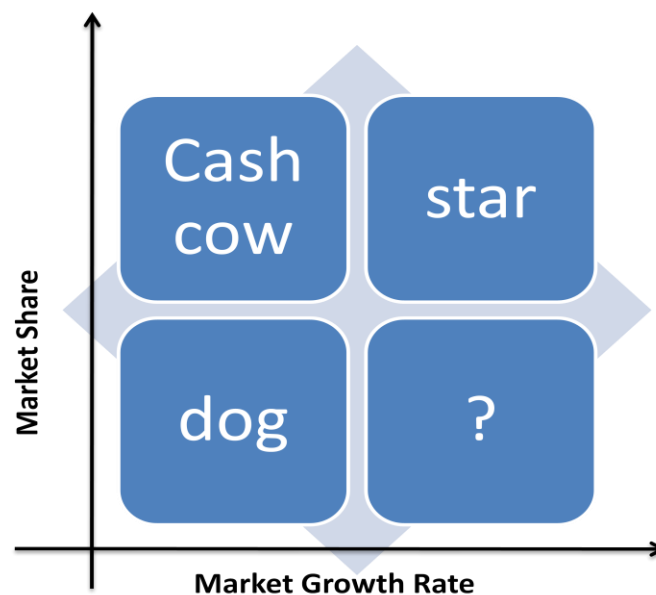 Cash
cow
star
dog
?
Market Share
Market Growth Rate